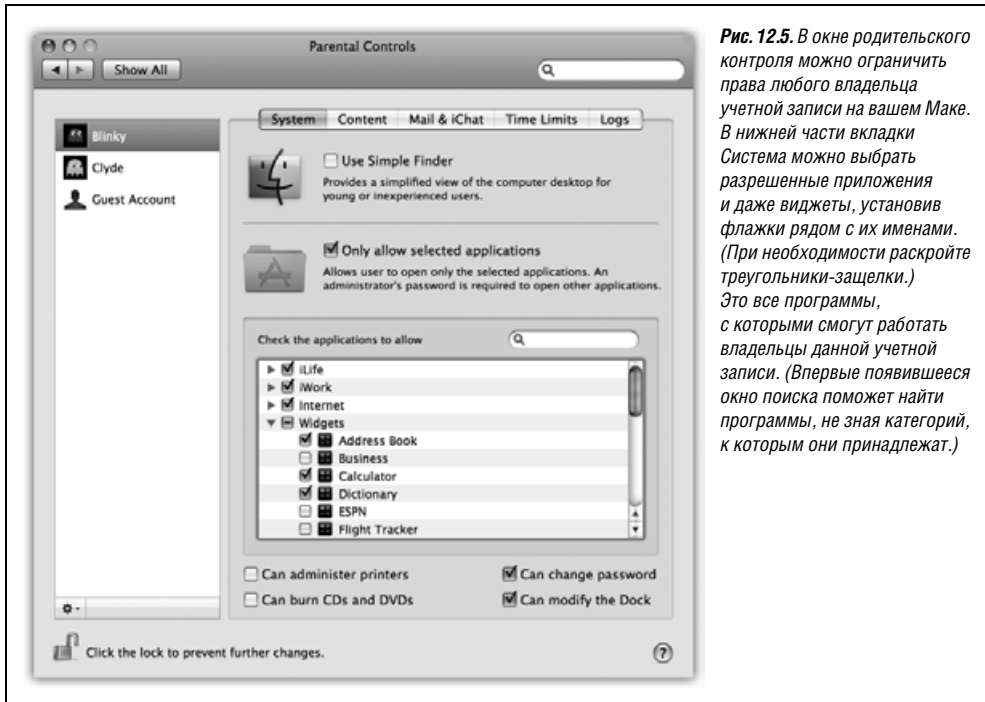 Parental Controls
Show All
Blinky
Clyde
Guest Account
System Content Mail & iChat Time Limits Logs
Use Simple Finder
Provides a simplified view of the computer desktop for
young or inexperienced users.
Only allow selected applications
Allows user to open only the selected applications. An
administrator's password is required to open other applications.
Check the applications to allow
iLife
iWork
Internet
Widgets
Address Book
Business
Calculator
Dictionary
ESPN
Flight Tracker
Can administer printers
Can change password
Can burn CDs and DVDs
Can modify the Dock
Click the lock to prevent further changes.
?
Рис. 12.5. В окне родительского
контроля можно ограничить
права любого владельца
учетной записи на вашем Маке.
В нижней части вкладки
Система можно выбрать
разрешенные приложения
и даже виджеты, установив
флажки рядом с их именами.
(При необходимости раскройте
треугольники-защелки.)
Это все программы,
с которыми смогут работать
владельцы данной учетной
записи. (Впервые появившееся
окно поиска поможет найти
программы, не зная категорий,
к которым они принадлежат.)